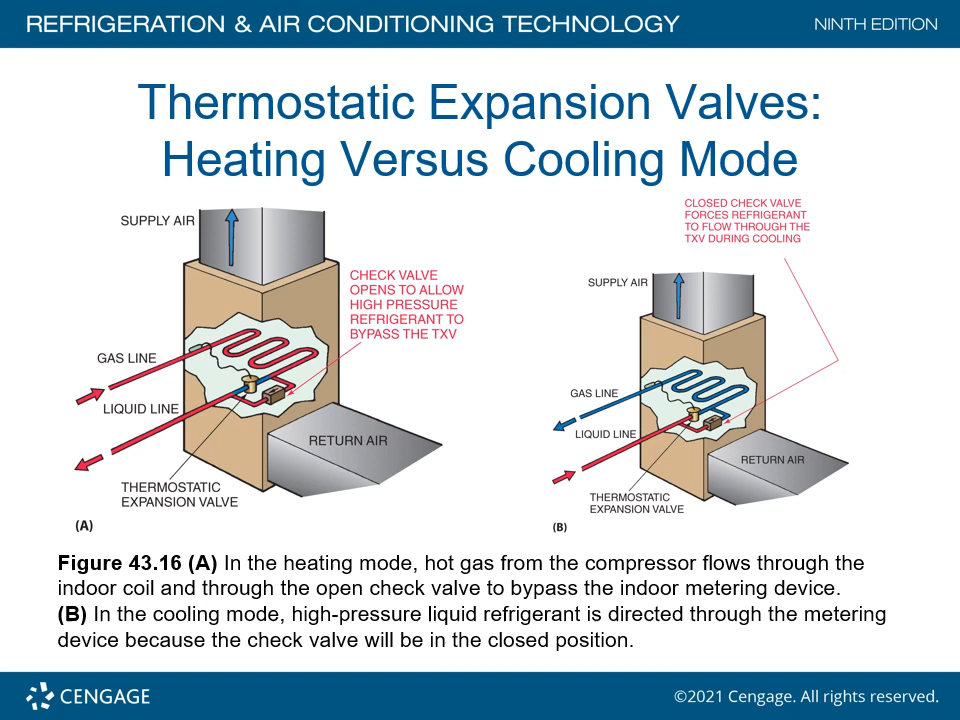 REFRIGERATION & AIR CONDITIONING TECHNOLOGY
NINTH EDITION
Thermostatic Expansion Valves:
Heating Versus Cooling Mode
SUPPLY AIR
CHECK VALVE
OPENS TO ALLOW
HIGH PRESSURE
REFRIGERANT TO
BYPASS THE TXV
GAS LINE
LIQUID LINE
RETURN AIR
THERMOSTATIC
EXPANSION VALVE
(A)
CLOSED CHECK VALVE
FORCES REFRIGERANT
TO FLOW THROUGH THE
TXV DURING COOLING
SUPPLY AIR
GAS LINE
LIQUID LINE
RETURN AIR
THERMOSTATIC
EXPANSION VALVE
(B)
Figure 43.16 (A) In the heating mode, hot gas from the compressor flows through the
indoor coil and through the open check valve to bypass the indoor metering device.
(B) In the cooling mode, high-pressure liquid refrigerant is directed through the metering
device because the check valve will be in the closed position.
CENGAGE
©2021 Cengage. All rights reserved.